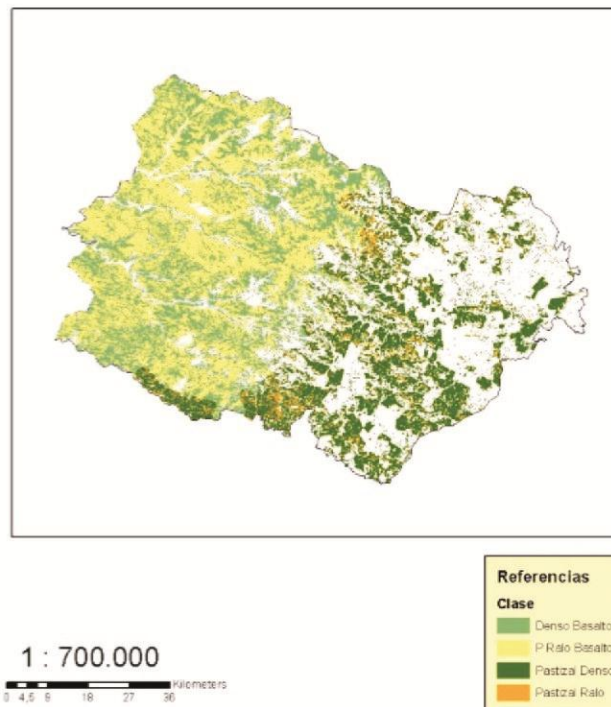 1 : 700.000
Kilometers
0 4,5 9 18 27 36
Referencias
Clase
Denso Basalto
P Ralo Basalto
Pastizal Denso
Pastizal Ralo